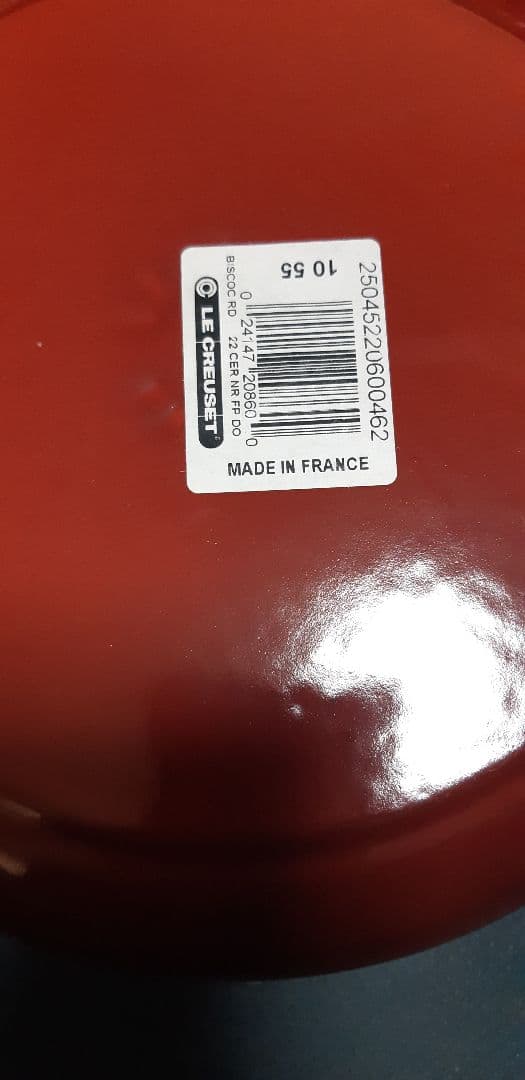 25045220600462
10 55
0 24147 20860 0
BISCOC RD 22 CER NR FP DO
LE CREUSET
MADE IN FRANCE